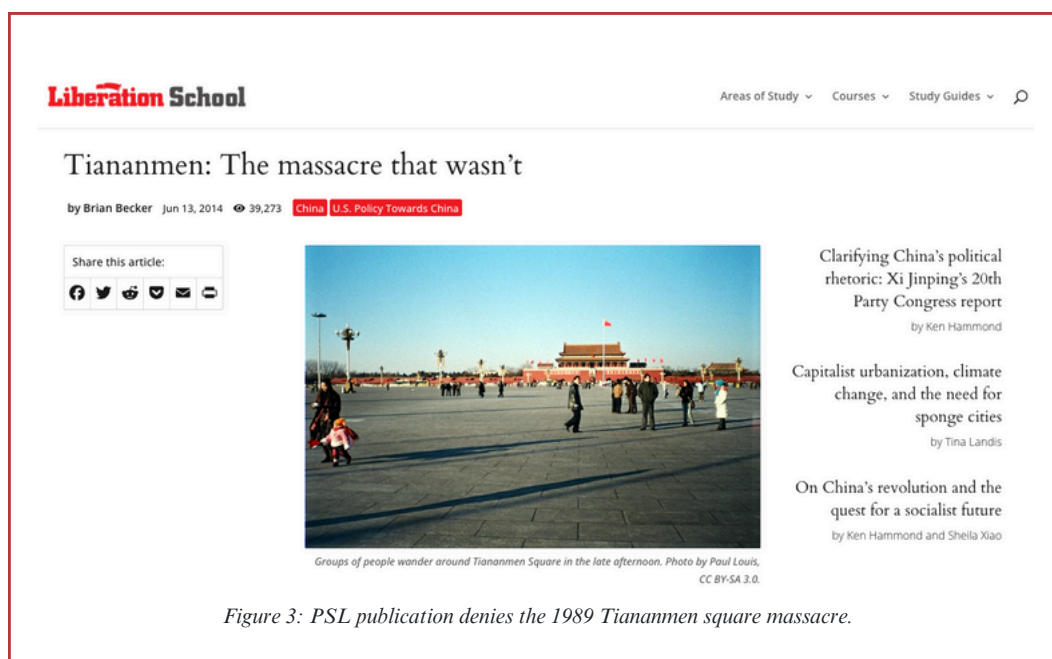 Liberation School
Areas of Study
Courses
Study Guides
Tiananmen: The massacre that wasn't
by Brian Becker Jun 13, 2014 39,273 China U.S. Policy Towards China
Share this article:
Clarifying China's political
rhetoric: Xi Jinping's 20th
Party Congress report
by Ken Hammond
Capitalist urbanization, climate
change, and the need for
sponge cities
by Tina Landis
On China's revolution and the
quest for a socialist future
by Ken Hammond and Sheila Xiao
Groups of people wander around Tiananmen Square in the late afternoon. Photo by Paul Louis,
CC BY-SA 3.0.
Figure 3: PSL publication denies the 1989 Tiananmen square massacre.